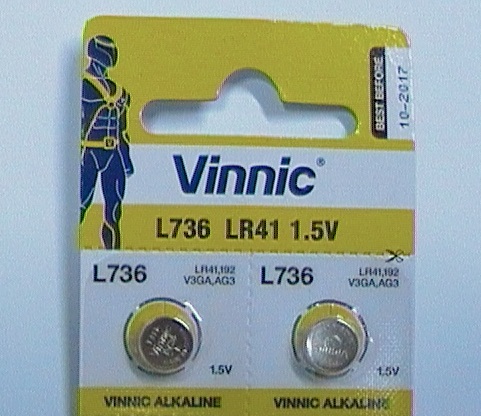 BEST BEFORE
10-2017
Vinnic®
L736 LR41 1.5V
L736
LR41,192
V3GA,AG3
1.5V
VINNIC ALKALINE
L736
LR41,192
V3GA,AG3
1.5V
VINNIC ALKALINE